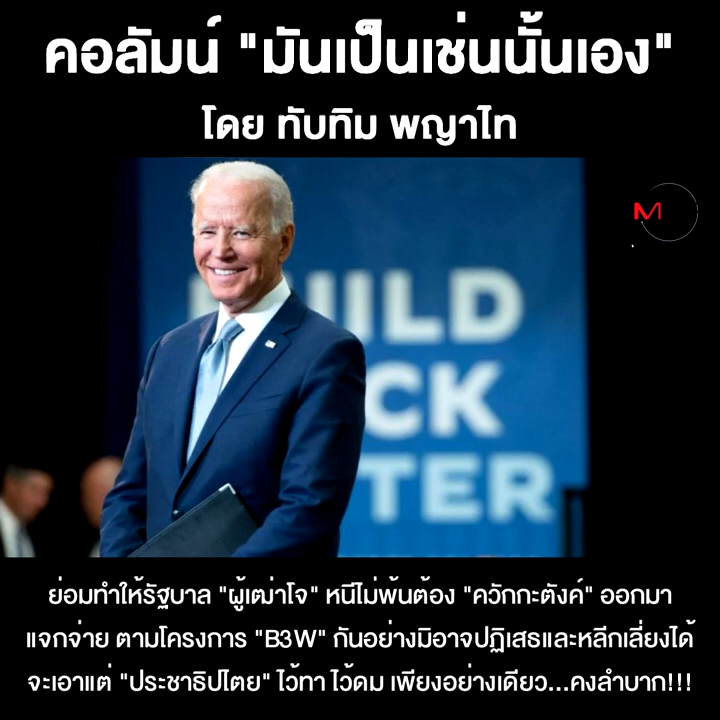 คอลัมน์ "มันเป็นเช่นนั้นเอง"
โดย ทับทิม พญาไท
M
BUILD
BACK
BETTER
ย่อมทำให้รัฐบาล "ผู้เฒ่าโจ" หนีไม่พ้นต้อง "ควักกะตังค์" ออกมา
แจกจ่าย ตามโครงการ "B3W" กันอย่างมิอาจปฏิเสธและหลีกเลี่ยงได้
จะเอาแต่ "ประชาธิปไตย" ไว้ทา ไว้ดม เพียงอย่างเดียว...คงลำบาก!!!